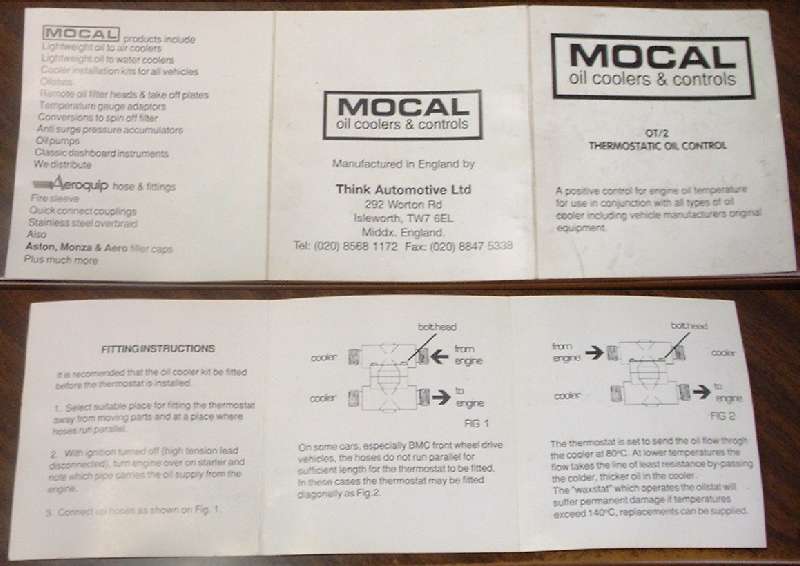 MOCAL products include
Lightweight oil to air coolers
Lightweight oil to water coolers
Cooler installation kits for all vehicles
Remote oil filter heads & take off plates
Temperature gauge adaptors
Conversions to spin off filter
Anti surge pressure accumulators
Oil pumps
Classic dashboard instruments
We distribute
Aeroquip hose & fittings
Fire sleeve
Quick connect couplings
Stainless steel overbraid
Also
Aston, Monza & Aero filler caps
Plus much more
MOCAL
oil coolers & controls
Manufactured in England by
Think Automotive Ltd
292 Worton Rd
Isleworth, TW7 6EL
Middx. England.
Tel: (020) 8568 1172 Fax: (020) 8847 5338
MOCAL
oil coolers & controls
OT/2
THERMOSTATIC OIL CONTROL
A positive control for engine oil temperature
for use in conjunction with all types of oil
cooler including vehicle manufacturers original
equipment.
FITTING INSTRUCTIONS
It is recomended that the oil cooler kit be fitted
before the thermostat is installed.
1. Select suitable place for fitting the thermostat
away from moving parts and at a place where
hoses run parallel.
2. With ignition turned off (high tension lead
disconnected), turn engine over on starter and
note which pipe carries the oil supply from the
engine.
3. Connect up hoses as shown on Fig. 1.
bolt head
cooler
from
engine
cooler
to
engine
FIG 1
On some cars, especially BMC front wheel drive
vehicles, the hoses do not run parallel for
sufficient length for the thermostat to be fitted.
In these cases the thermostat may be fitted
diagonally as Fig.2.
bolt head
from
engine
cooler
cooler
to
engine
FIG 2
The thermostat is set to send the oil flow throgh
the cooler at 80°C. At lower temperatures the
flow takes the line of least resistance by-passing
the colder, thicker oil in the cooler.
The "waxstat" which operates the oilstat will
suffer permanent damage if temperatures
exceed 140°C, replacements can be supplied.